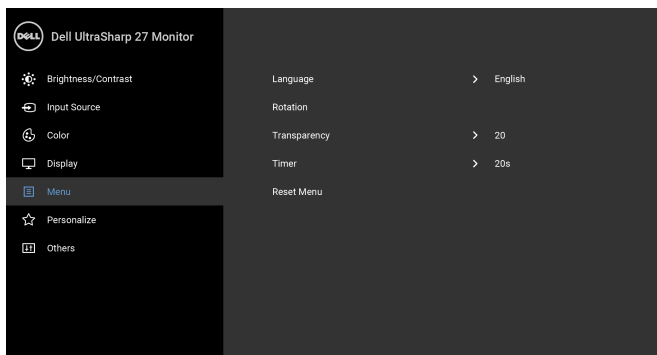 DELL Dell UltraSharp 27 Monitor
Brightness/Contrast
Input Source
Color
Display
Menu
Personalize
Others
Language > English
Rotation
Transparency > 20
Timer > 20s
Reset Menu